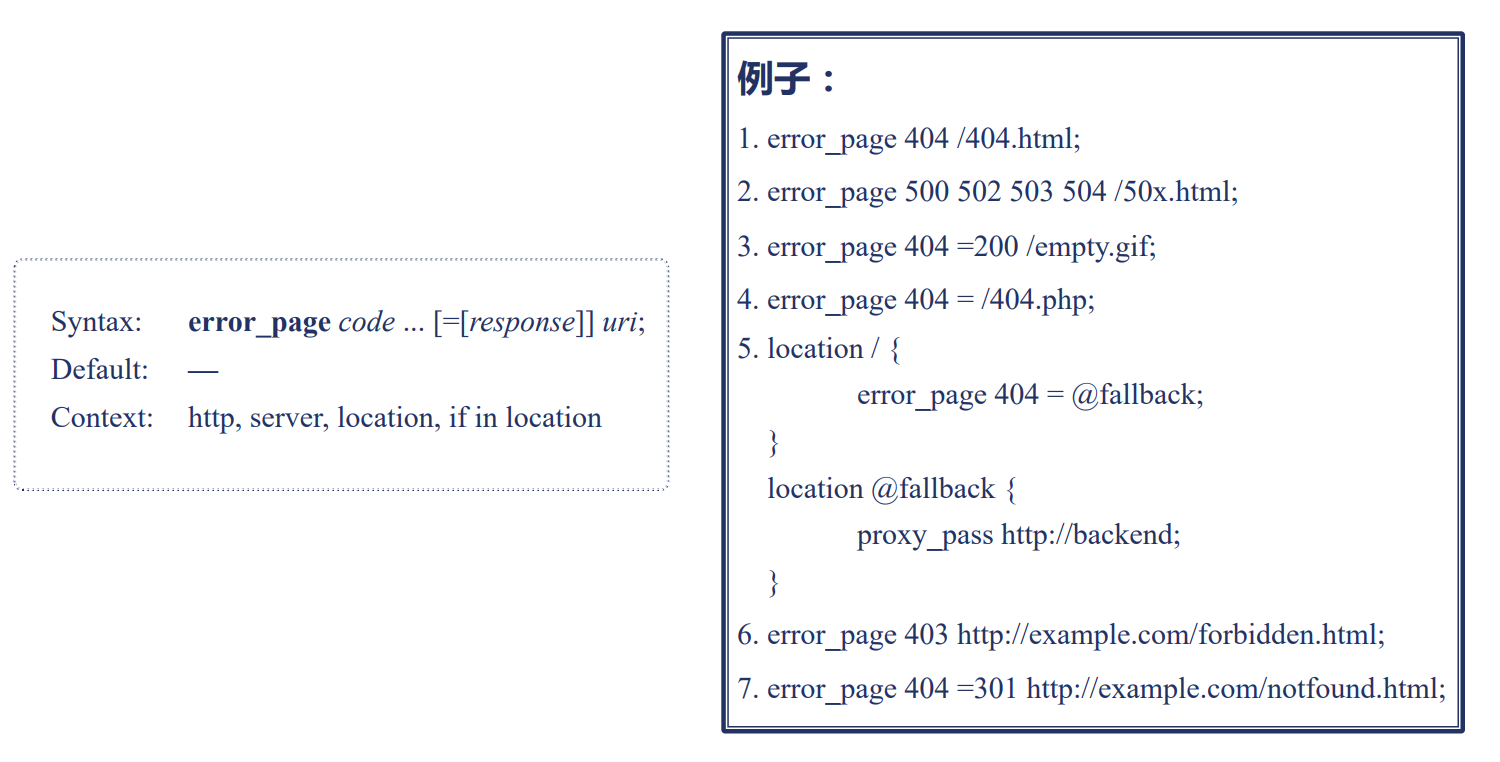 Syntax: error_page code ... [=[response]] uri;
Default: —
Context: http, server, location, if in location
例子：
1. error_page 404 /404.html;
2. error_page 500 502 503 504 /50x.html;
3. error_page 404 =200 /empty.gif;
4. error_page 404 = /404.php;
5. location / {
error_page 404 = @fallback;
}
location @fallback {
proxy_pass http://backend;
}
6. error_page 403 http://example.com/forbidden.html;
7. error_page 404 =301 http://example.com/notfound.html;